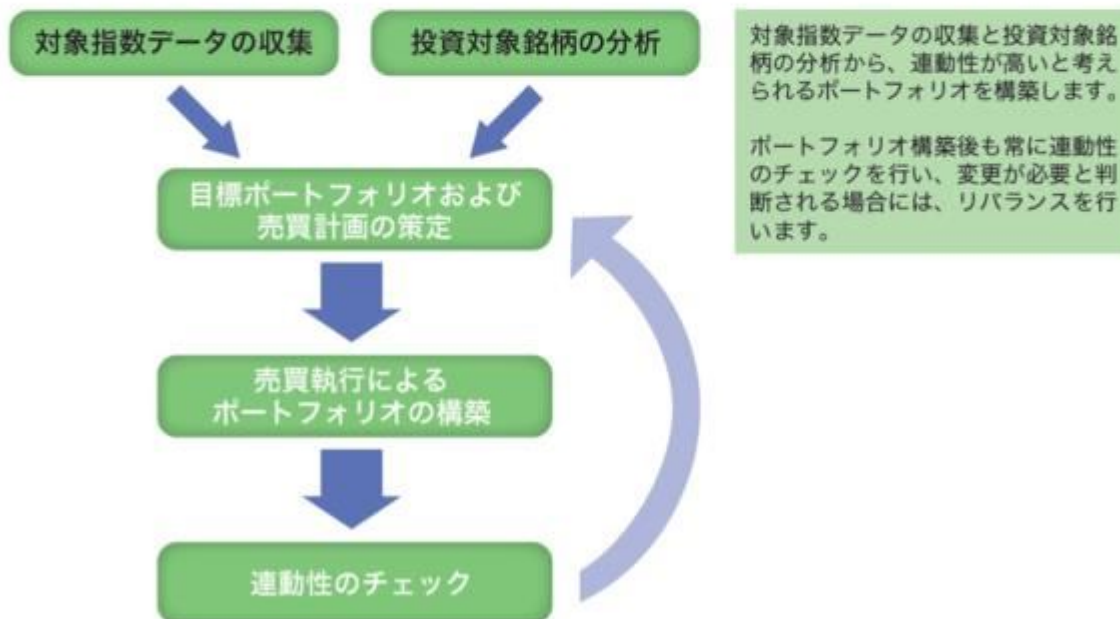 対象指数データの収集
投資対象銘柄の分析
対象指数データの収集と投資対象銘
柄の分析から、連動性が高いと考え
られるポートフォリオを構築します。
ポートフォリオ構築後も常に連動性
のチェックを行い、変更が必要と判
断される場合には、リバランスを行
います。
目標ポートフォリオおよび
売買計画の策定
売買執行による
ポートフォリオの構築
連動性のチェック